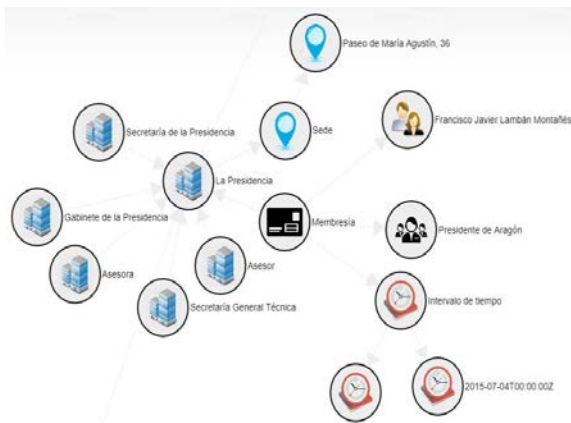 Paseo de María Agustín, 36
Francisco Javier Lambán Montañés
Secretaría de la Presidencia
Sede
La Presidencia
Gabinete de la Presidencia
Membresía
Presidente de Aragón
Asesor
Asesora
Secretaría General Técnica
Intervalo de tiempo
2015-07-04T00:00:00Z